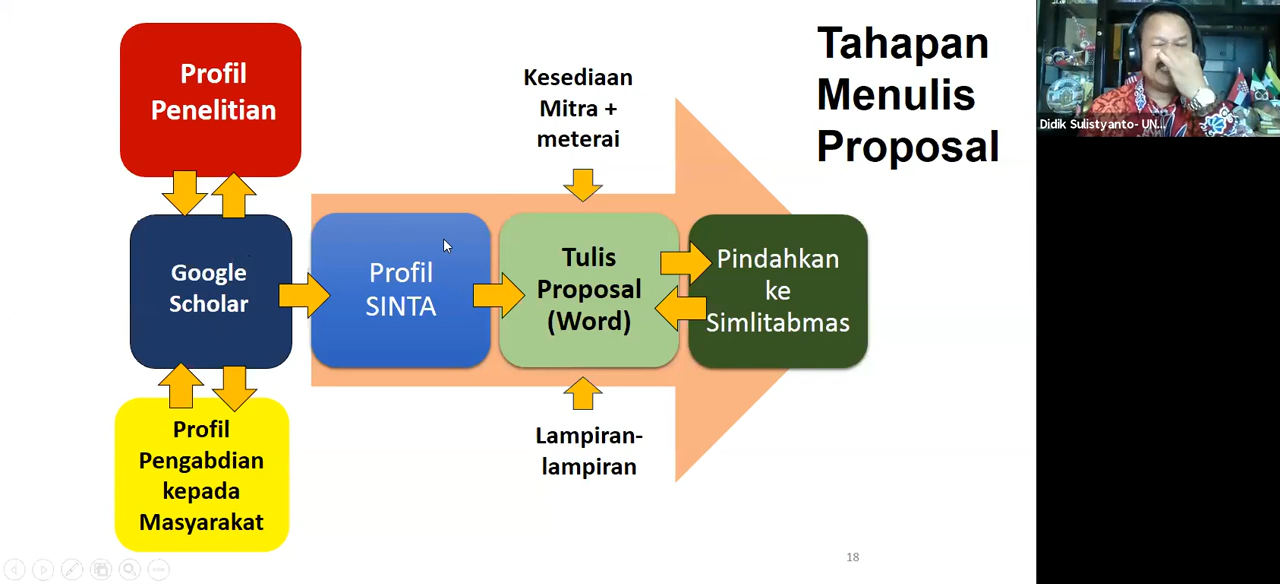 Tahapan
Menulis
Proposal
Profil
Penelitian
Kesediaan
Mitra +
meterai
Google
Scholar
Profil
SINTA
Tulis
Proposal
(Word)
Pindahkan
ke
Simlitabmas
Profil
Pengabdian
kepada
Masyarakat
Lampiran-
lampiran
18
Didik Sulistyanto- UN...